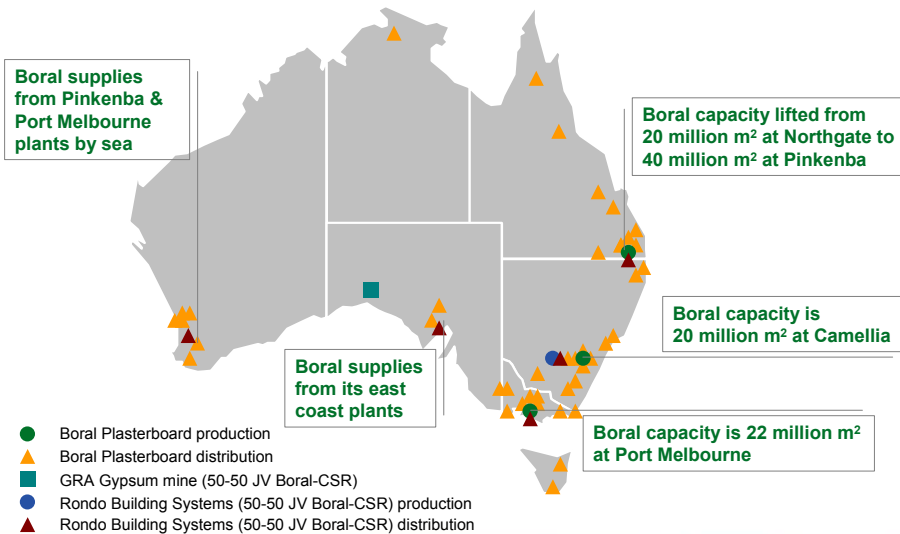 Boral supplies
from Pinkenba &
Port Melbourne
plants by sea
Boral capacity lifted from
20 million m² at Northgate to
40 million m² at Pinkenba
Boral capacity is
20 million m² at Camellia
Boral supplies
from its east
coast plants
Boral capacity is 22 million m²
at Port Melbourne
Boral Plasterboard production
Boral Plasterboard distribution
GRA Gypsum mine (50-50 JV Boral-CSR)
Rondo Building Systems (50-50 JV Boral-CSR) production
Rondo Building Systems (50-50 JV Boral-CSR) distribution